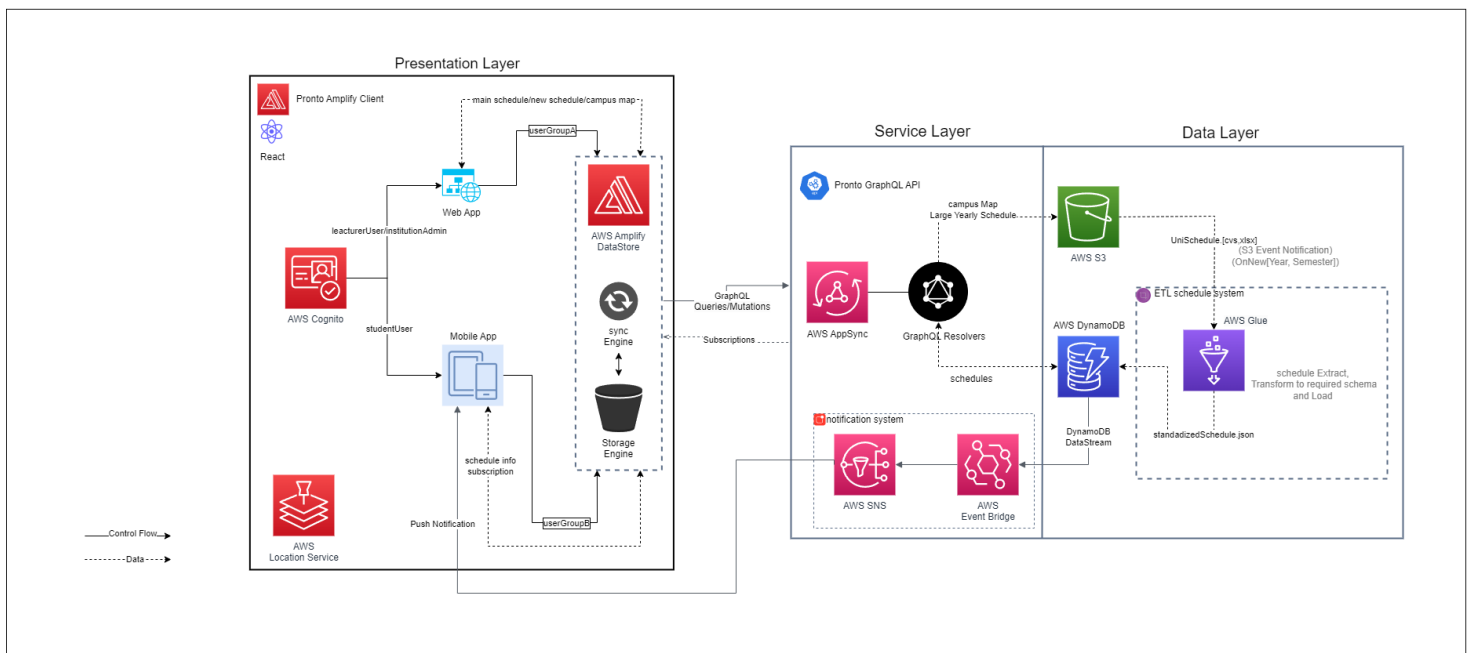 Presentation Layer
Pronto Amplify Client
React
main schedule/new schedule/campus map
userGroupA
Web App
leacturerUser/institutionAdmin
AWS Amplify
DataStore
AWS Cognito
studentUser
Mobile App
sync
Engine
Storage
Engine
schedule info
subscription
userGroupB
Push Notification
AWS
Location Service
Control Flow
Data
GraphQL
Queries/Mutations
Subscriptions
Service Layer
Pronto GraphQL API
API
campus Map
Large Yearly Schedule
AWS AppSync
GraphQL Resolvers
schedules
notification system
AWS SNS
AWS
Event Bridge
Data Layer
AWS S3
UniSchedule.[cvs,xlsx]
(S3 Event Notification)
(OnNew[Year, Semester])
ETL schedule system
AWS Glue
AWS DynamoDB
schedule Extract,
Transform to required schema
and Load
standadizedSchedule.json
DynamoDB
DataStream